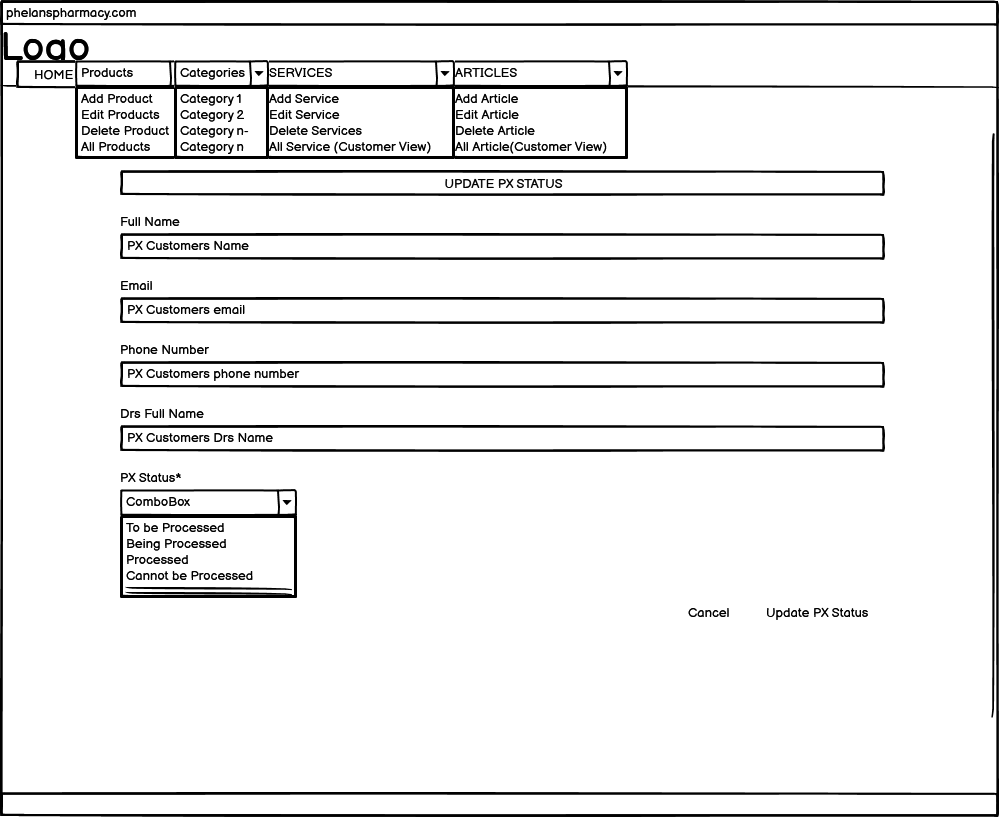 phelanspharmacy.com
Logo
HOME Products Categories SERVICES ARTICLES
Add Product Category 1 Add Service Add Article
Edit Products Category 2 Edit Service Edit Article
Delete Product Category n- Delete Services Delete Article
All Products Category n All Service (Customer View) All Article(Customer View)
UPDATE PX STATUS
Full Name
PX Customers Name
Email
PX Customers email
Phone Number
PX Customers phone number
Drs Full Name
PX Customers Drs Name
PX Status*
ComboBox
To be Processed
Being Processed
Processed
Cannot be Processed
Cancel Update PX Status